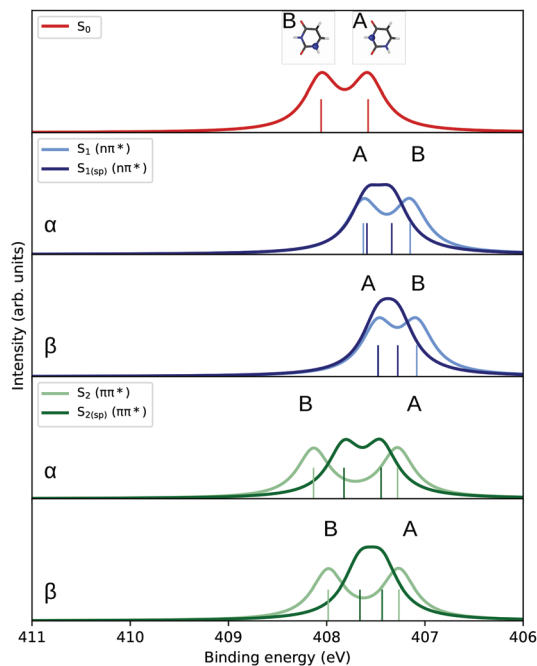 B A
S0
S1 (nπ*)
S1(sp) (nπ*)
A B
α
A B
β
S2 (ππ*)
S2(sp) (ππ*)
B A
α
B A
β
Intensity (arb. units)
411 410 409 408 407 406
Binding energy (eV)